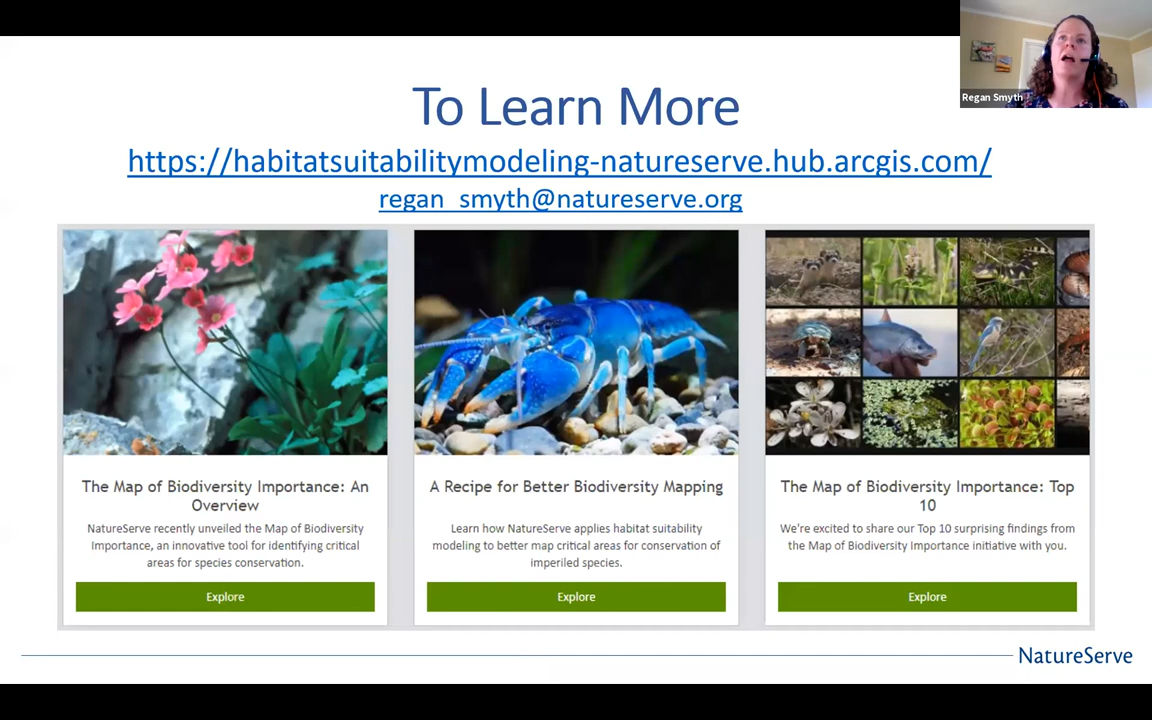 Regan Smyth
To Learn More
https://habitatsuitabilitymodeling-natureserve.hub.arcgis.com/
regan_smyth@natureserve.org
The Map of Biodiversity Importance: An
Overview
NatureServe recently unveiled the Map of Biodiversity
Importance, an innovative tool for identifying critical
areas for species conservation.
Explore
A Recipe for Better Biodiversity Mapping
Learn how NatureServe applies habitat suitability
modeling to better map critical areas for conservation of
imperiled species.
Explore
The Map of Biodiversity Importance: Top
10
We're excited to share our Top 10 surprising findings from
the Map of Biodiversity Importance initiative with you.
Explore
NatureServe